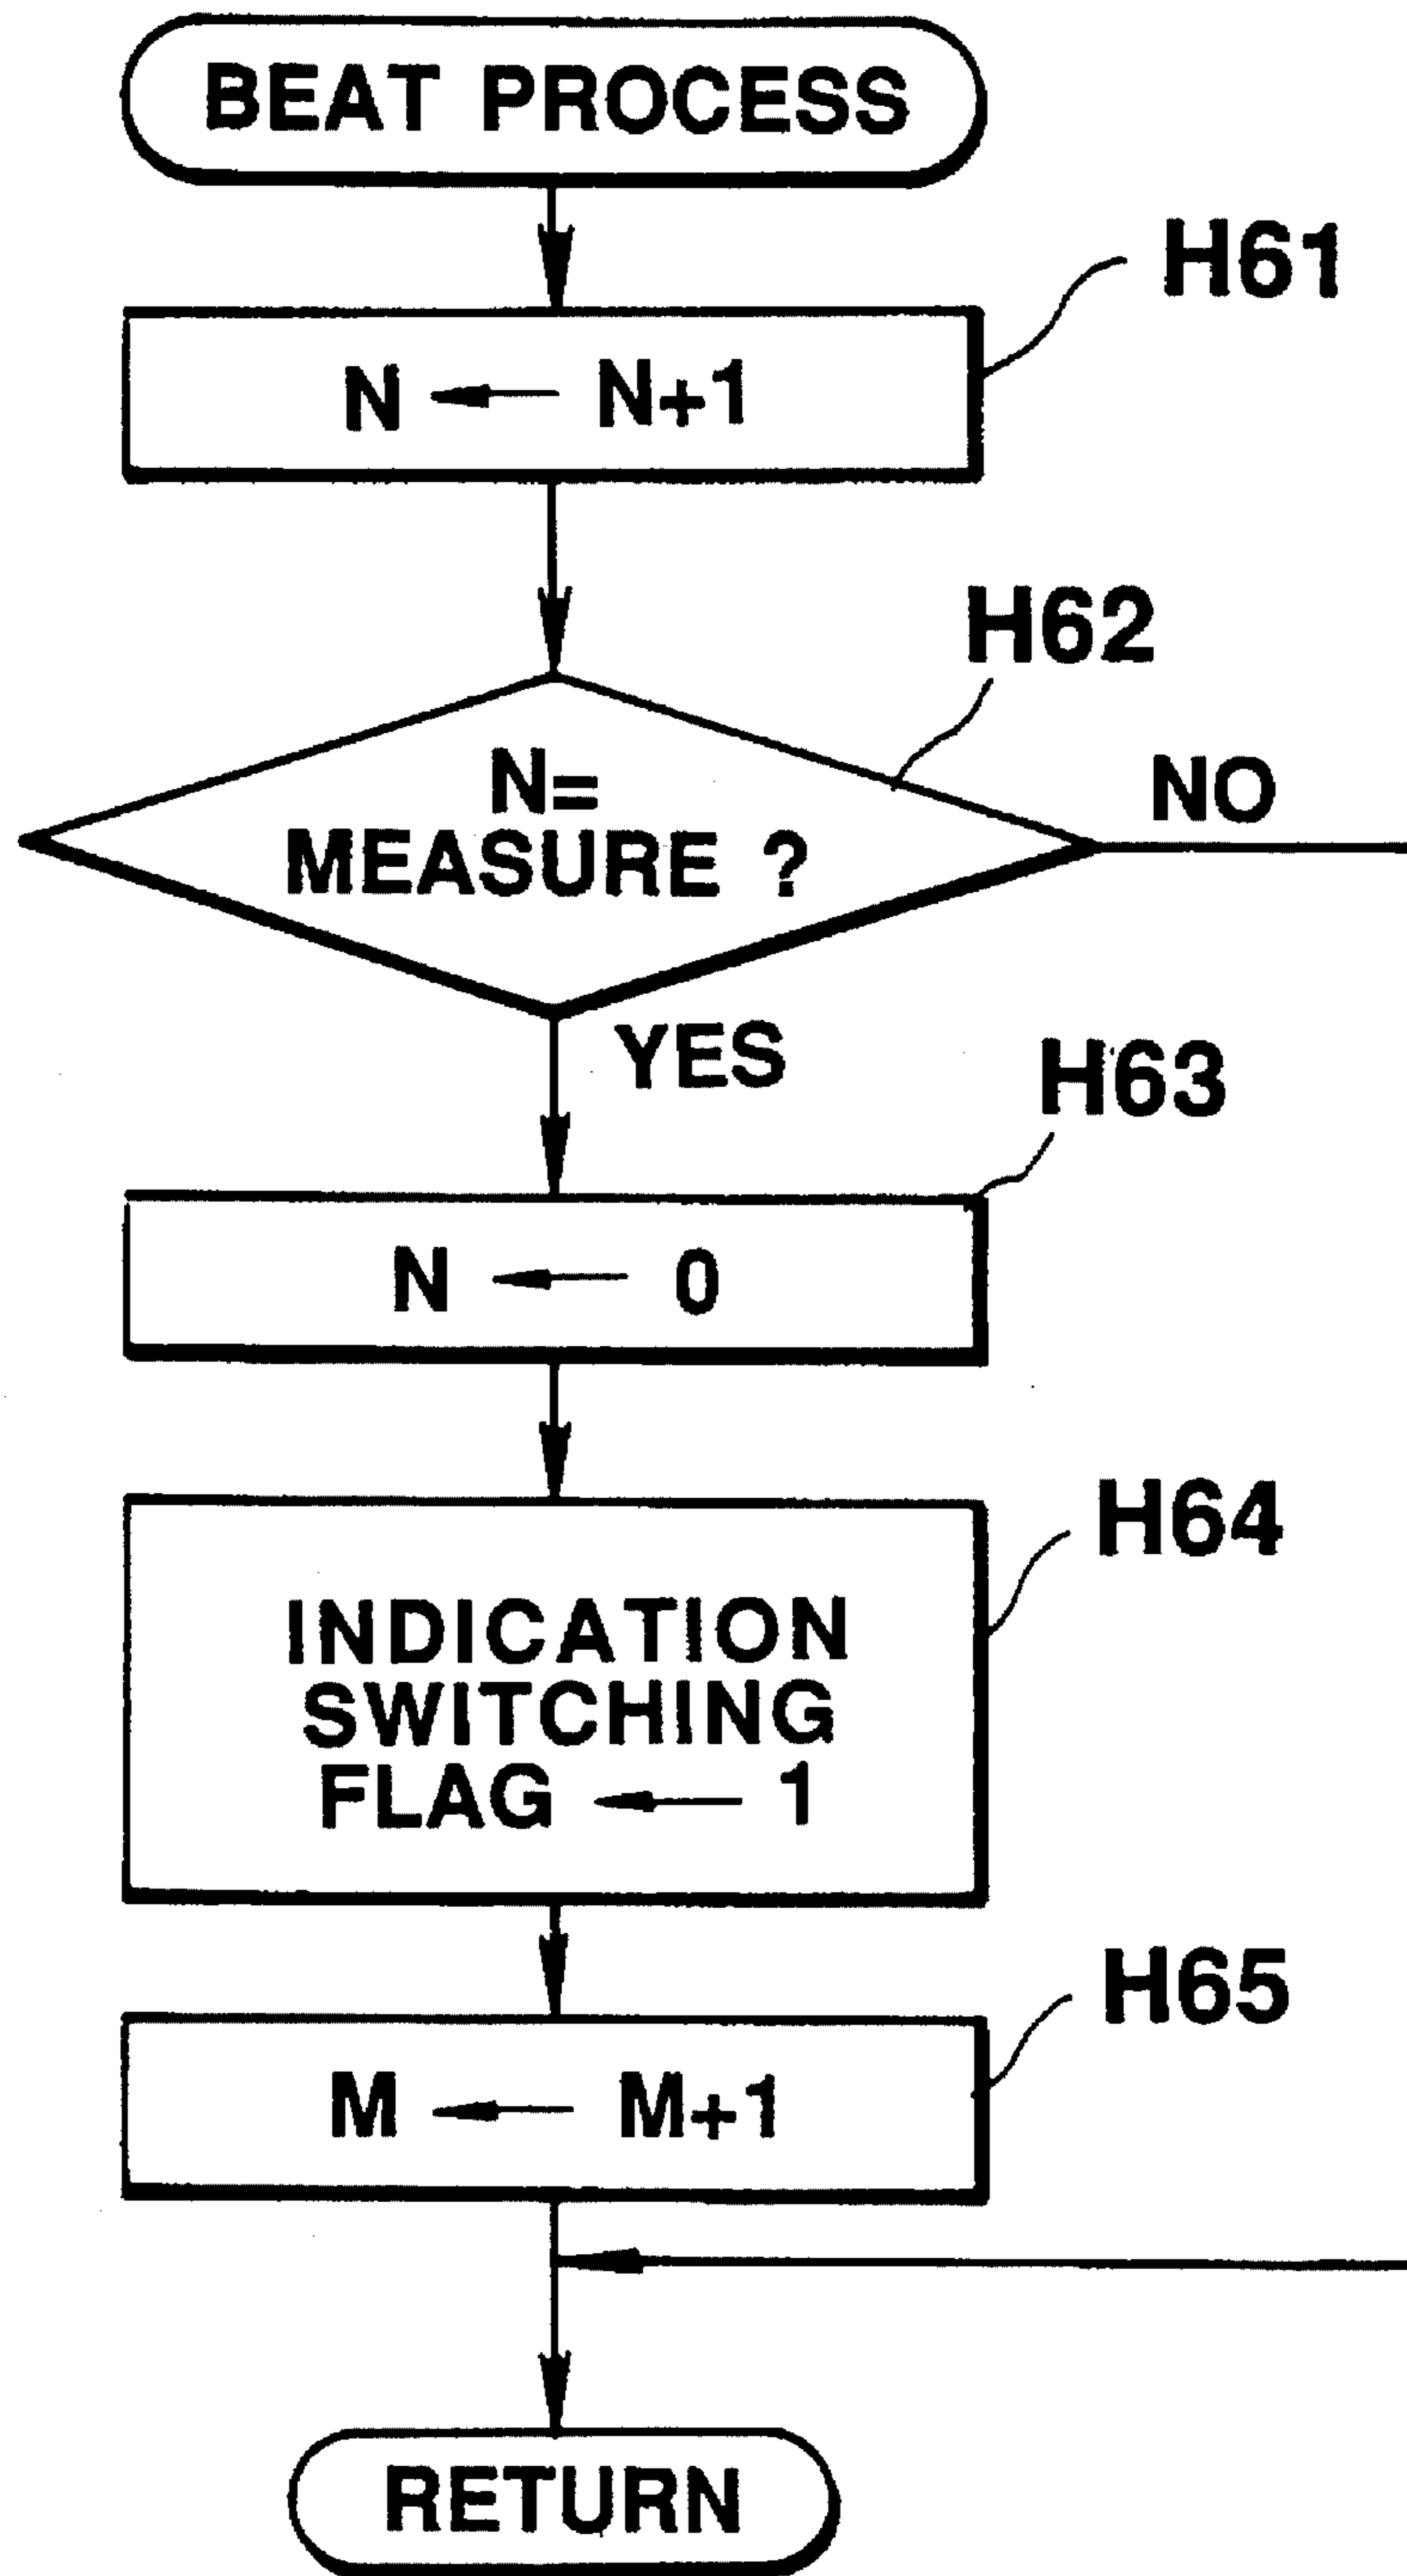 BEAT PROCESS
H61
N ← N+1
H62
N=
MEASURE ?
NO
YES
H63
N ← 0
H64
INDICATION
SWITCHING
FLAG ← 1
H65
M ← M+1
RETURN